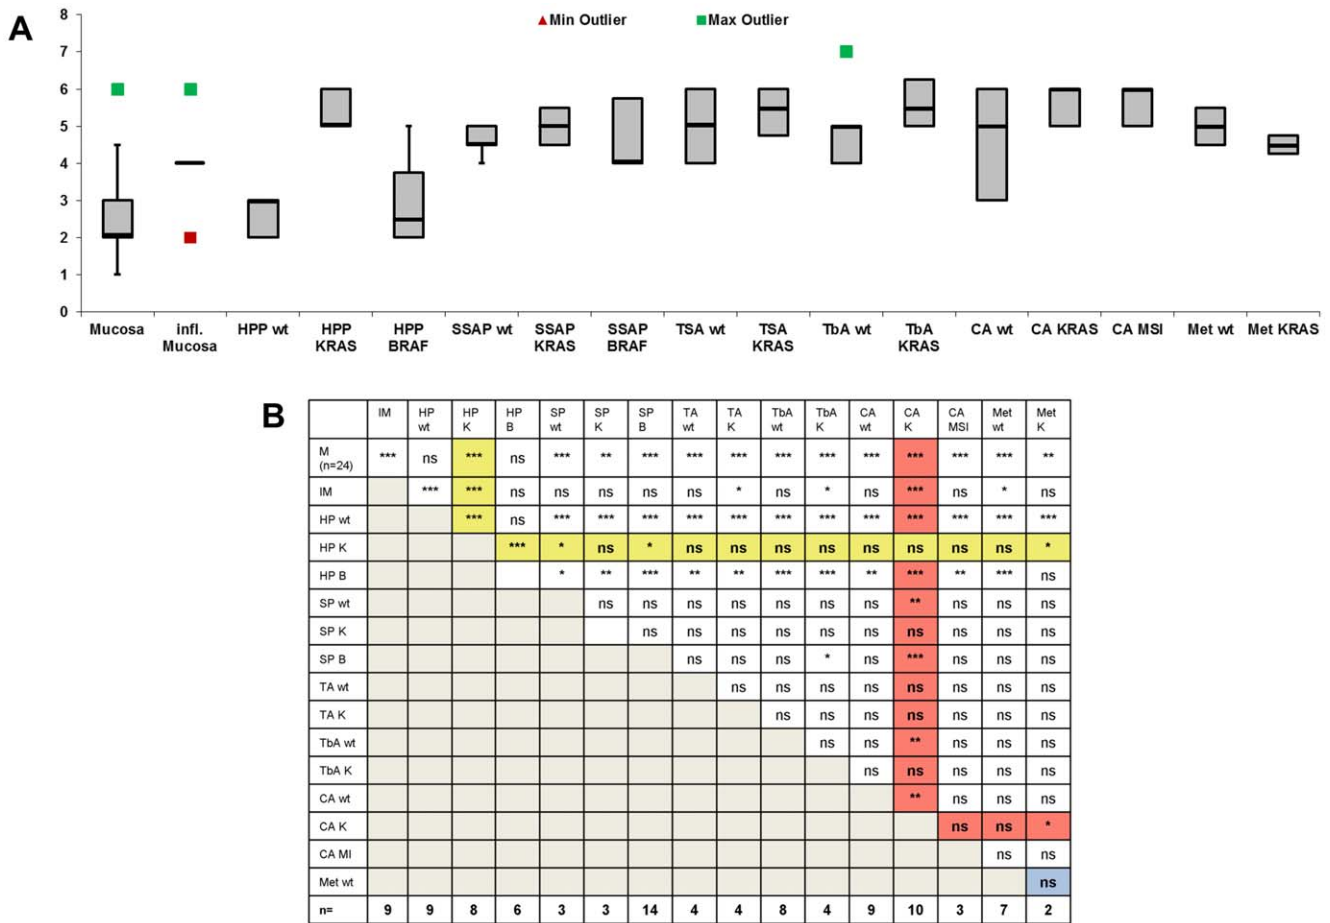 A
8
7
6
5
4
3
2
1
0
Min Outlier Max Outlier
Mucosa infl. Mucosa HPP wt HPP KRAS HPP BRAF SSAP wt SSAP KRAS SSAP BRAF TSA wt TSA KRAS TbA wt TbA KRAS CA wt CA KRAS CA MSI Met wt Met KRAS
B
IM HP wt HP K HP B SP wt SP K SP B TA wt TA K TbA wt TbA K CA wt CA K CA MSI Met wt Met K
M (n=24) *** ns *** ns *** ** *** *** *** *** *** *** *** *** *** **
IM *** *** ns ns ns ns ns * ns * ns *** ns * ns
HP wt *** ns *** *** *** *** *** *** *** *** *** *** *** ***
HP K *** * ns * ns ns ns ns ns ns ns ns *
HP B * ** *** ** ** *** *** ** *** ** *** ns
SP wt ns ns ns ns ns ns ns ** ns ns ns
SP K ns ns ns ns ns ns ns ns ns ns
SP B ns ns ns * ns *** ns ns ns
TA wt ns ns ns ns ns ns ns ns
TA K ns ns ns ns ns ns ns
TbA wt ns ns ** ns ns ns
TbA K ns ns ns ns ns
CA wt ** ns ns ns
CA K ns ns *
CA MI ns ns
Met wt ns
n= 9 9 8 6 3 3 14 4 4 8 4 9 10 3 7 2